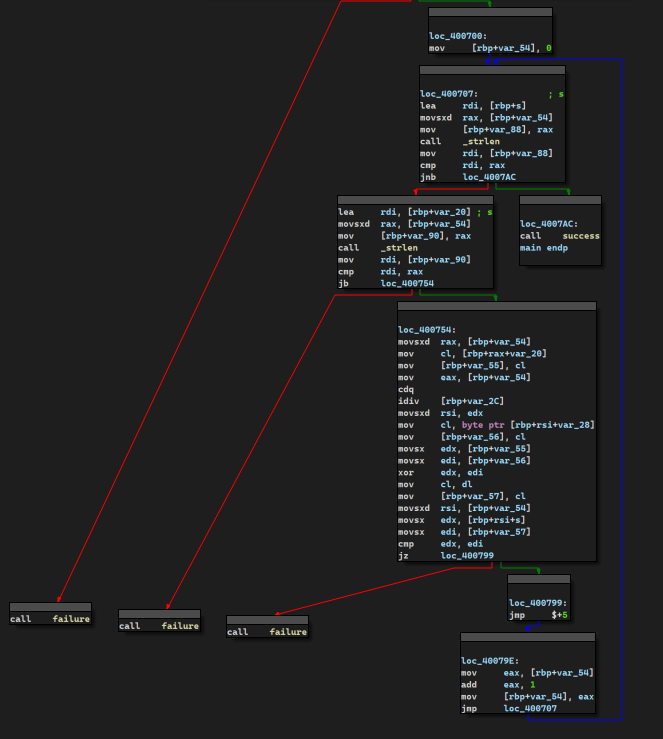 loc_400700:
mov [rbp+var_54], 0
loc_400707: ; s
lea rdi, [rbp+s]
movsxd rax, [rbp+var_54]
mov [rbp+var_88], rax
call _strlen
mov rdi, [rbp+var_88]
cmp rdi, rax
jnb loc_4007AC
lea rdi, [rbp+var_20] ; s
movsxd rax, [rbp+var_54]
mov [rbp+var_90], rax
call _strlen
mov rdi, [rbp+var_90]
cmp rdi, rax
jb loc_400754
loc_4007AC:
call success
main endp
loc_400754:
movsxd rax, [rbp+var_54]
mov cl, [rbp+rax+var_20]
mov [rbp+var_55], cl
mov eax, [rbp+var_54]
cdq
idiv [rbp+var_2C]
movsxd rsi, edx
mov cl, byte ptr [rbp+rsi+var_28]
mov [rbp+var_56], cl
movsx edx, [rbp+var_55]
movsx edi, [rbp+var_56]
xor edx, edi
mov cl, dl
mov [rbp+var_57], cl
movsxd rsi, [rbp+var_54]
movsx edx, [rbp+rsi+s]
movsx edi, [rbp+var_57]
cmp edx, edi
jz loc_400799
call failure
call failure
call failure
loc_400799:
jmp $+5
loc_40079E:
mov eax, [rbp+var_54]
add eax, 1
mov [rbp+var_54], eax
jmp loc_400707